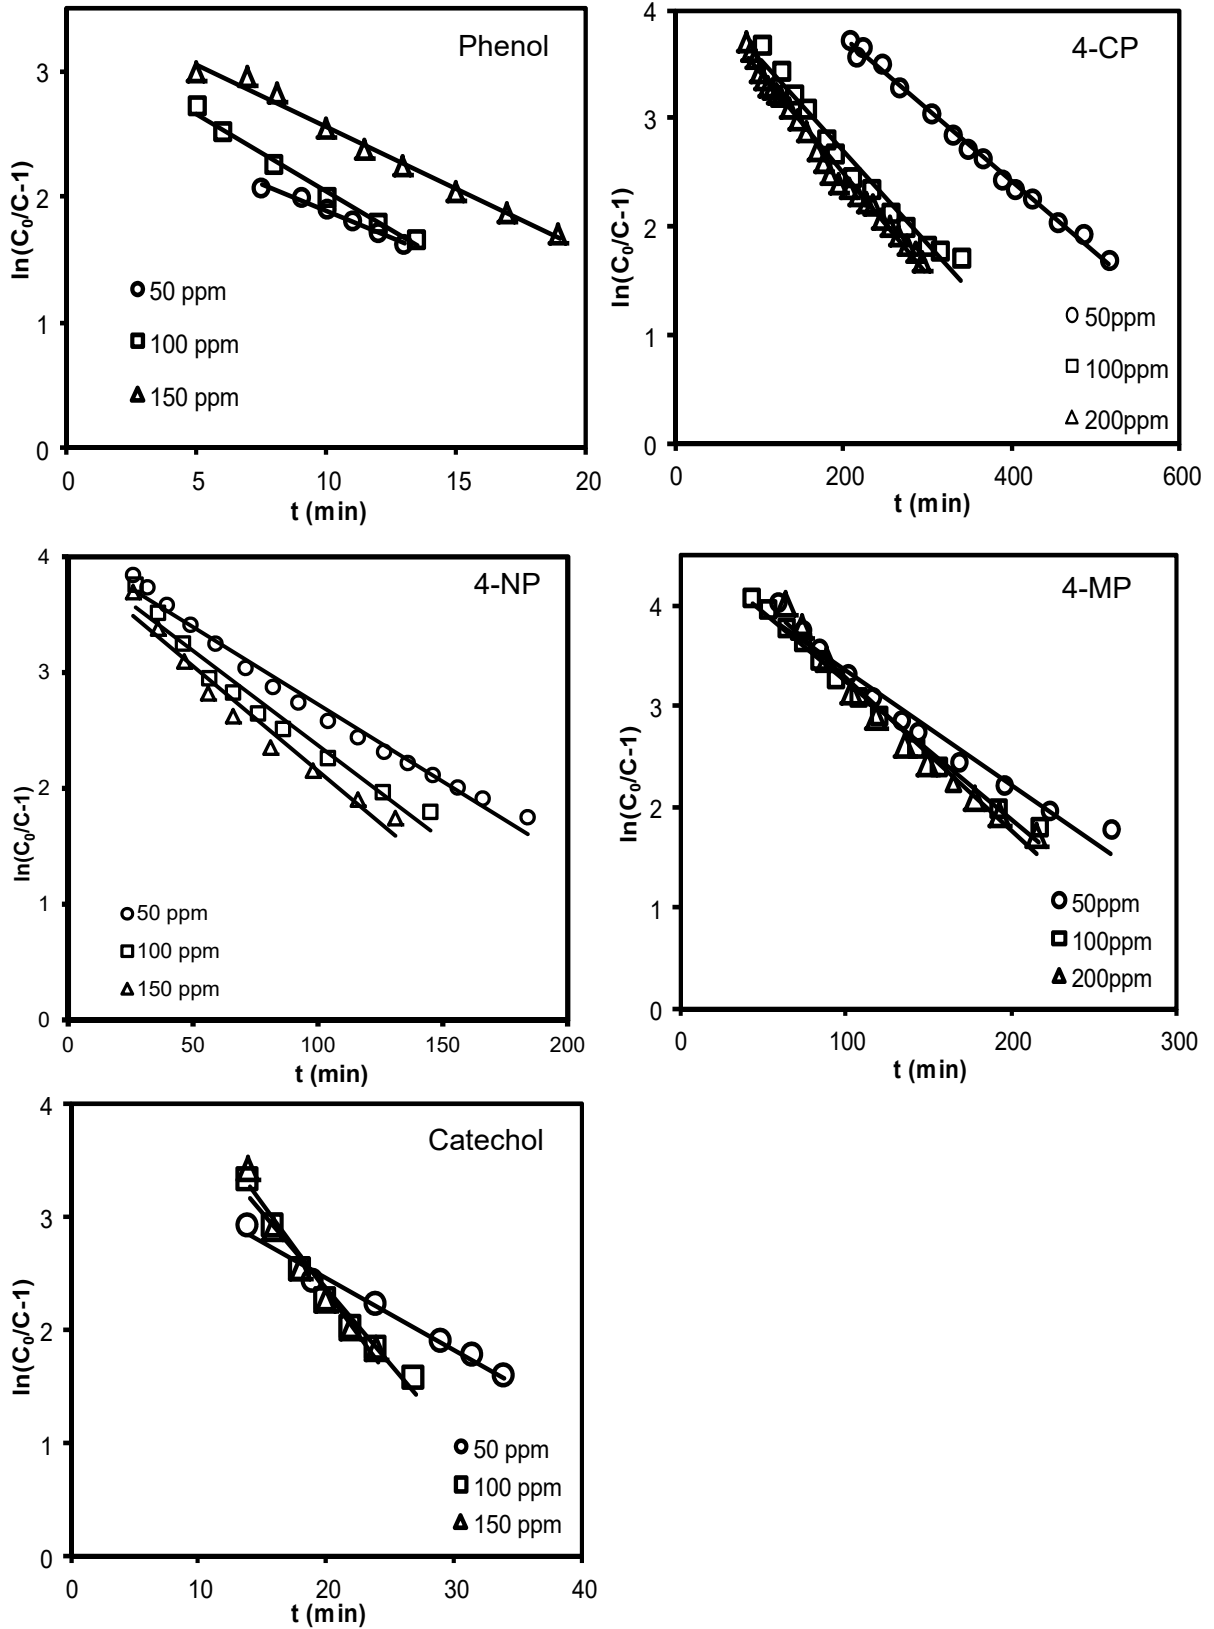 Phenol
3
2
1
0
ln(C₀/C-1)
50 ppm
100 ppm
150 ppm
0 5 10 15 20
t (min)
4-CP
4
3
2
1
0
ln(C₀/C-1)
50ppm
100ppm
200ppm
0 200 400 600
t (min)
4-NP
4
3
2
1
0
ln(C₀/C-1)
50 ppm
100 ppm
150 ppm
0 50 100 150 200
t (min)
4-MP
4
3
2
1
0
ln(C₀/C-1)
50ppm
100ppm
200ppm
0 100 200 300
t (min)
Catechol
4
3
2
1
0
ln(C₀/C-1)
50 ppm
100 ppm
150 ppm
0 10 20 30 40
t (min)